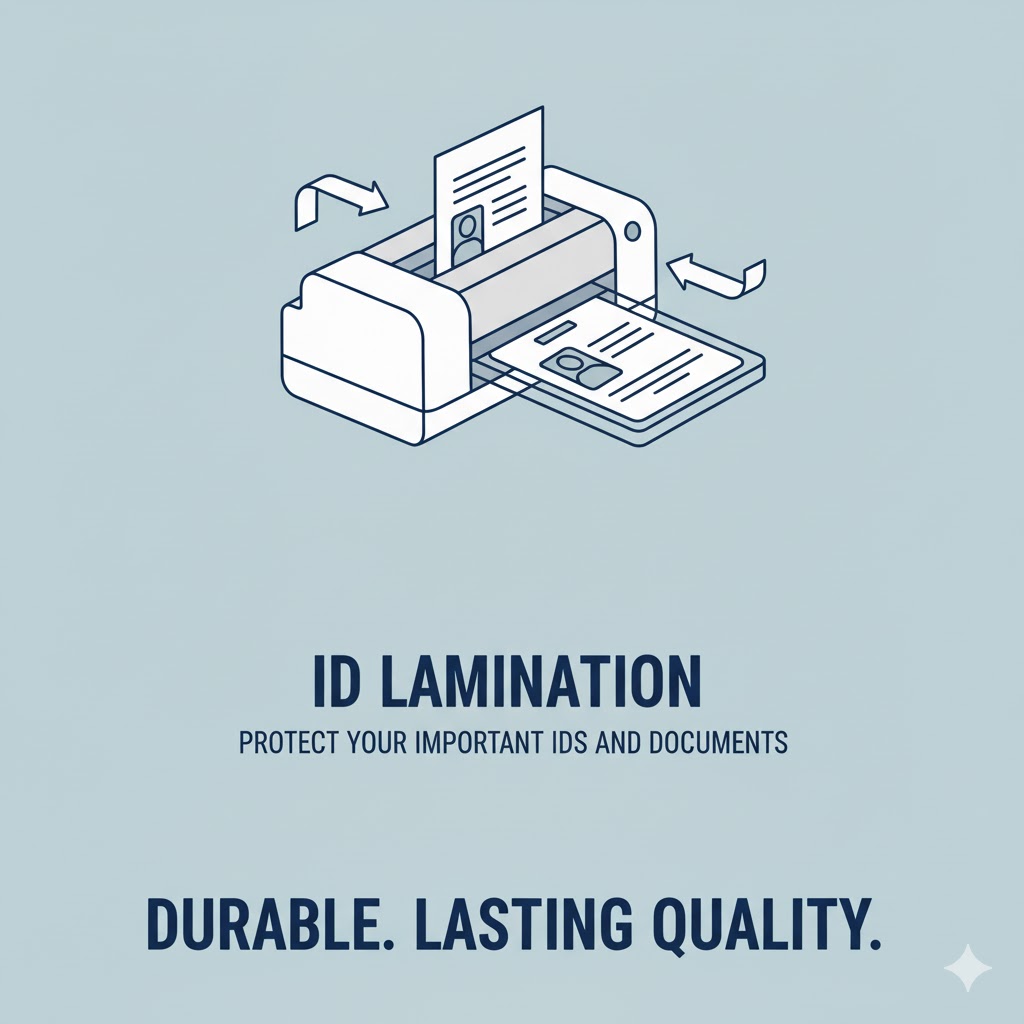 ID LAMINATION
PROTECT YOUR IMPORTANT IDS AND DOCUMENTS
DURABLE. LASTING QUALITY.